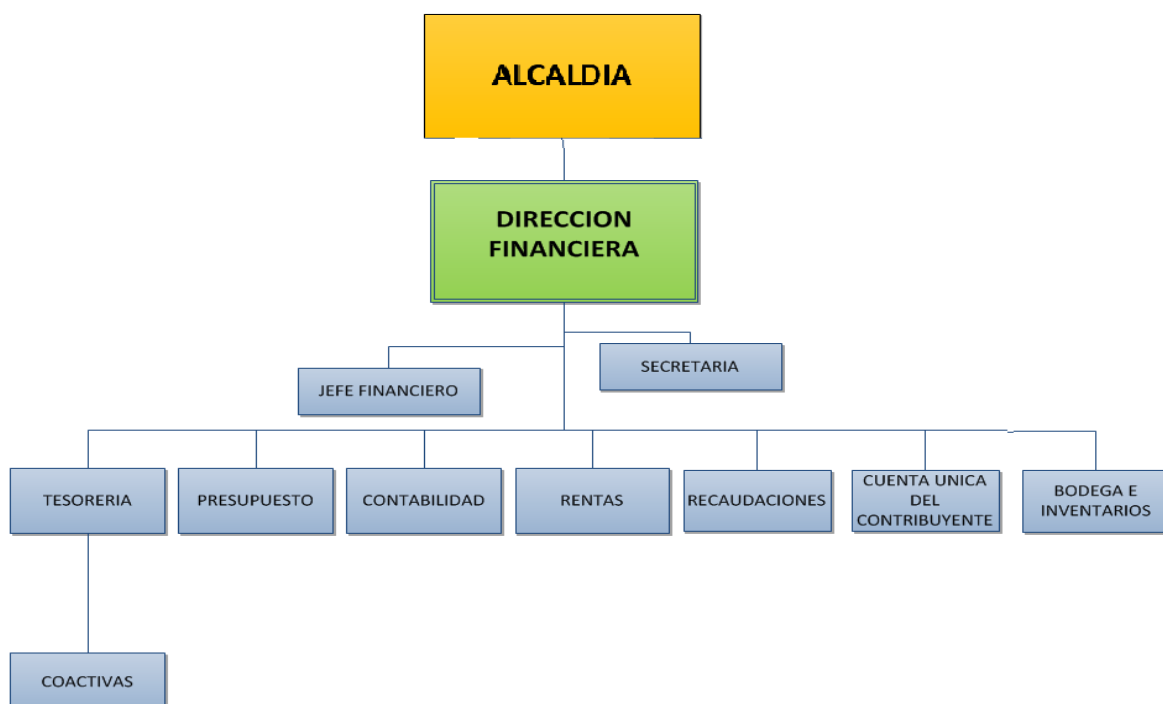 ALCALDIA
DIRECCION
FINANCIERA
SECRETARIA
JEFE FINANCIERO
TESORERIA
PRESUPUESTO
CONTABILIDAD
RENTAS
RECAUDACIONES
CUENTA UNICA
DEL
CONTRIBUYENTE
BODEGA E
INVENTARIOS
COACTIVAS